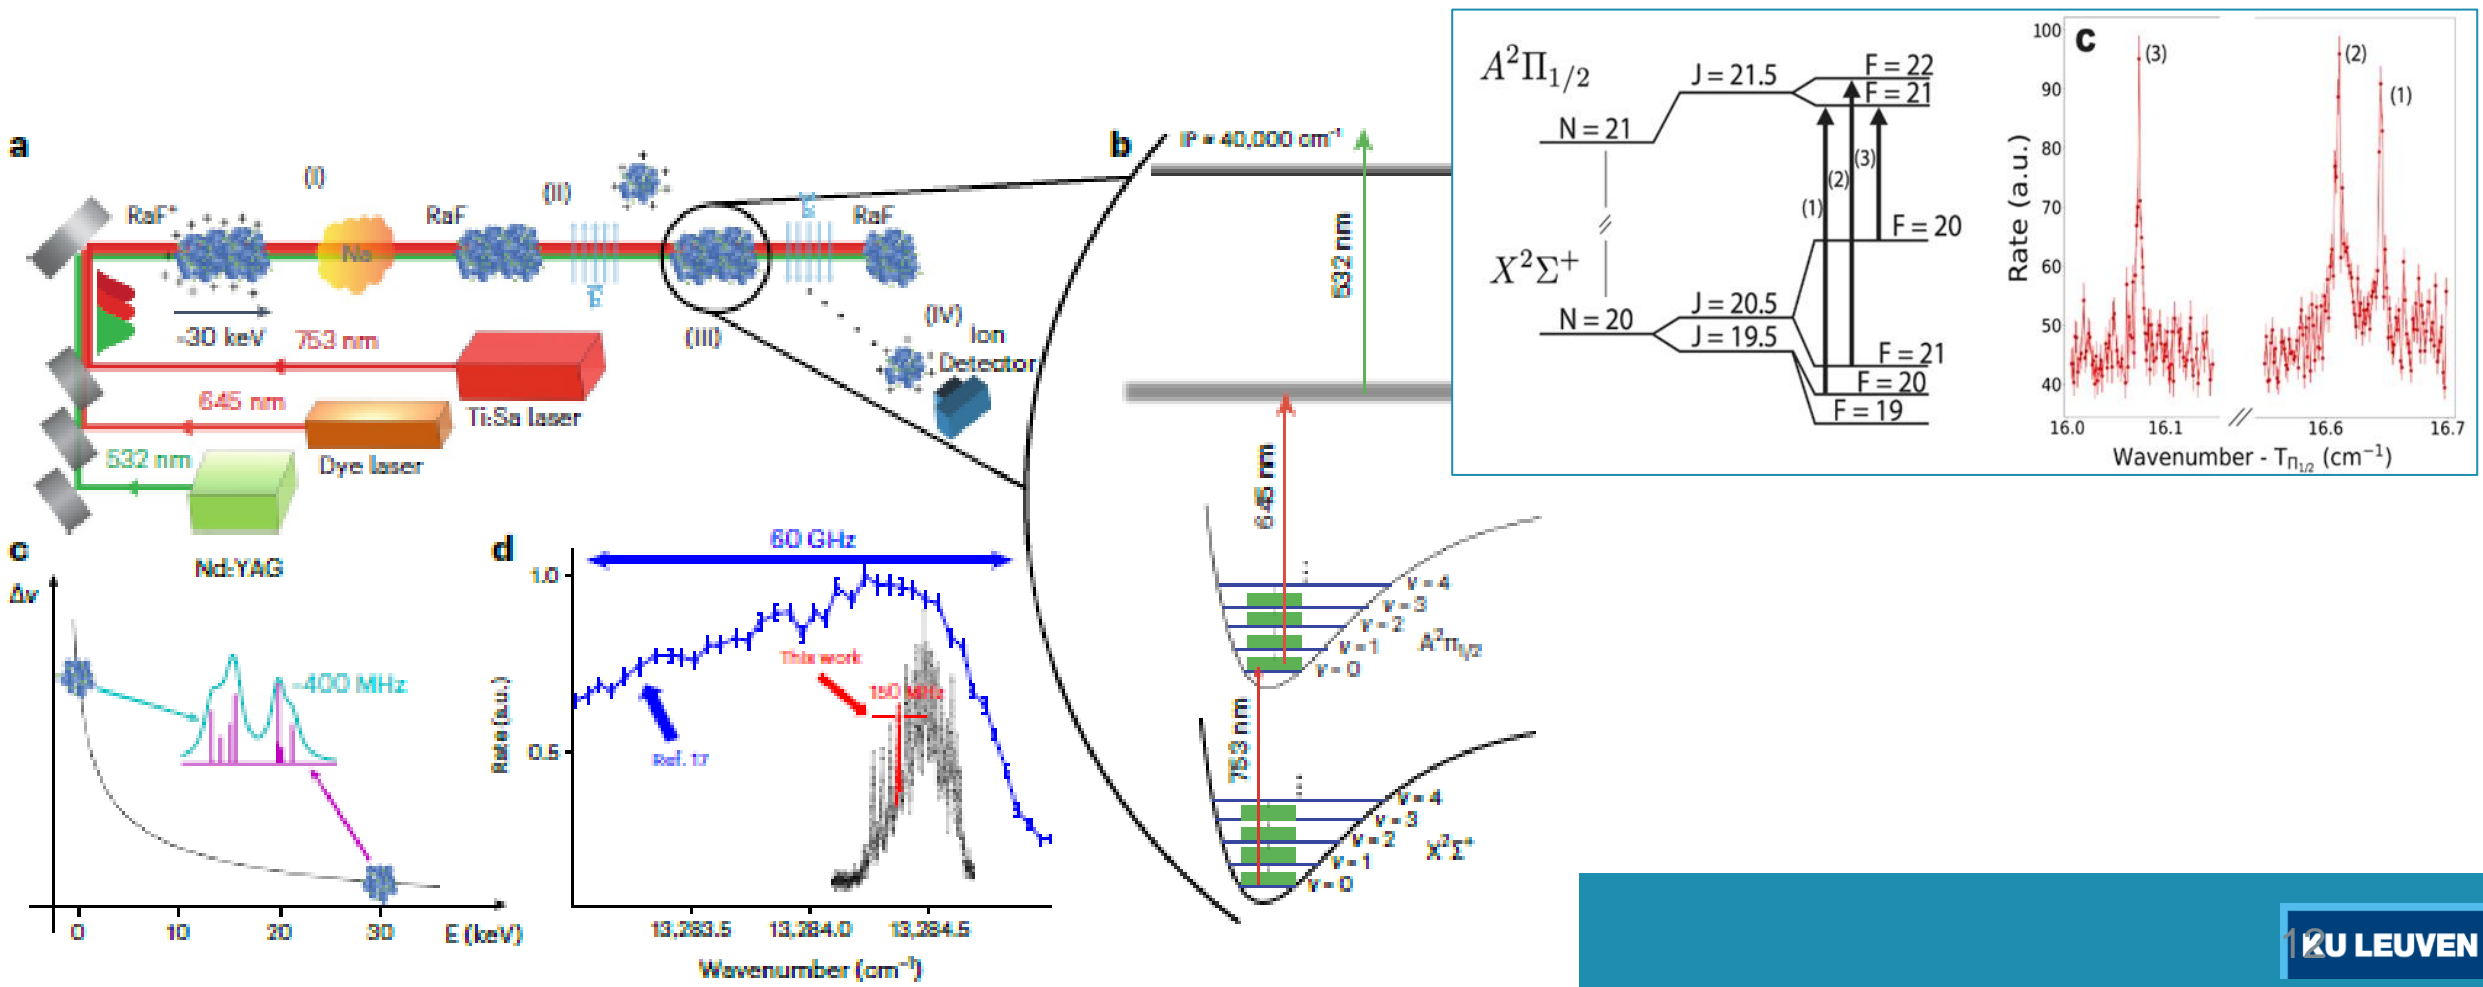 a
(I)
(II)
RaF⁺
Na
RaF
RaF
~30 keV
(III)
(IV)
Ion
Detector
753 nm
645 nm
532 nm
Ti:Sa laser
Dye laser
Nd:YAG
b
IP = 40,000 cm⁻¹
532 nm
645 nm
753 nm
v = 4
v = 3
v = 2
v = 1
v = 0
A²Π1/2
v = 4
v = 3
v = 2
v = 1
v = 0
X²Σ⁺
c
Δν
~400 MHz
0 10 20 30 E (keV)
d
60 GHz
1.0
0.5
Rate (a.u.)
This work
150 MHz
Ref. 17
13,283.5 13,284.0 13,284.5
Wavenumber (cm⁻¹)
A²Π1/2
N = 21
J = 21.5
F = 22
F = 21
(1)
(2)
(3)
X²Σ⁺
N = 20
J = 20.5
J = 19.5
F = 20
F = 21
F = 20
F = 19
c
(3)
(2)
(1)
100
90
80
70
60
50
40
Rate (a.u.)
16.0 16.1 // 16.6 16.7
Wavenumber - TΠ1/2 (cm⁻¹)
12
KU LEUVEN